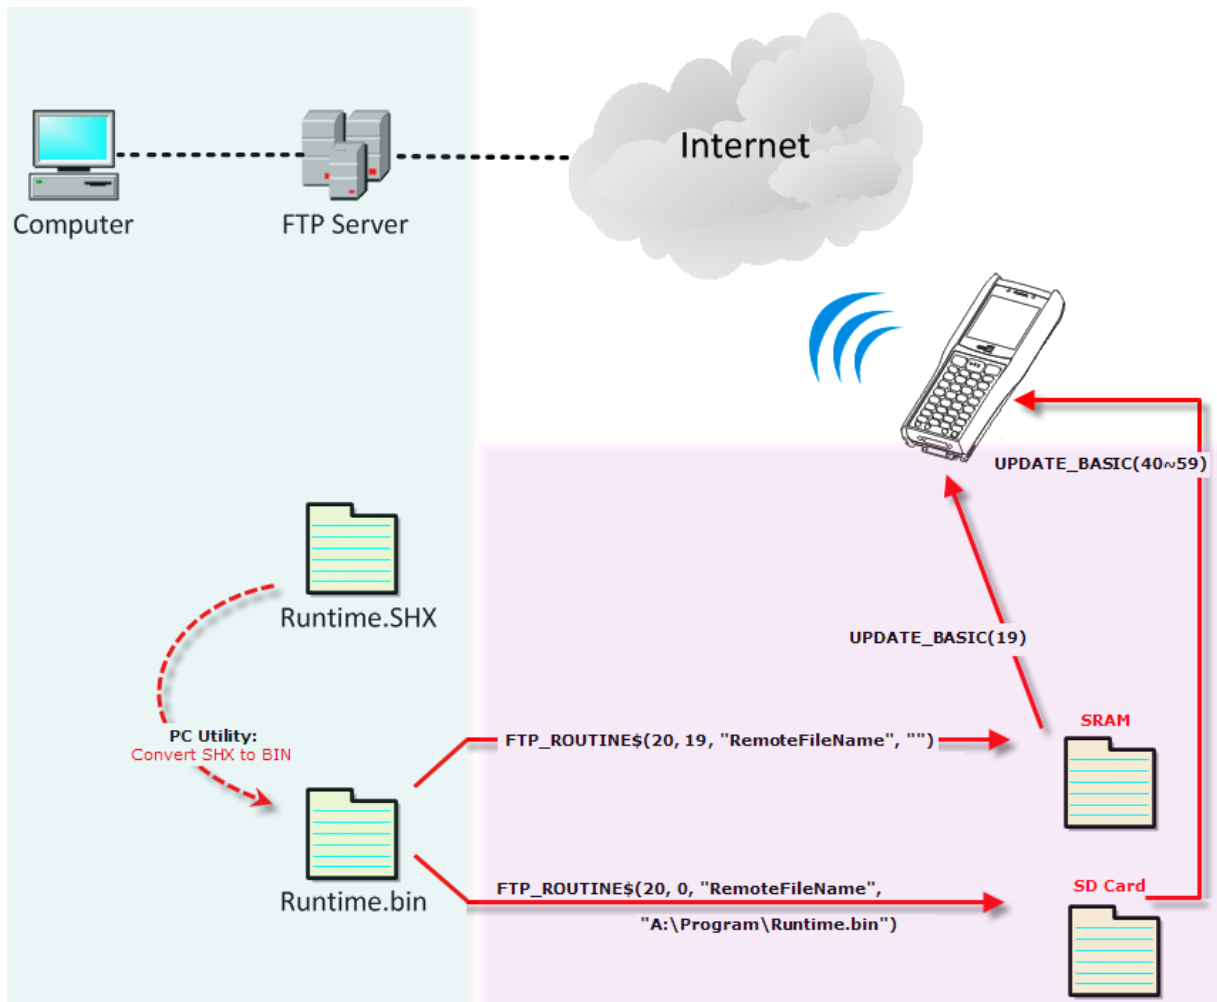 Internet
Computer
FTP Server
UPDATE_BASIC(40~59)
Runtime.SHX
UPDATE_BASIC(19)
SRAM
PC Utility:
Convert SHX to BIN
FTP_ROUTINE$(20, 19, "RemoteFileName", "")
Runtime.bin
FTP_ROUTINE$(20, 0, "RemoteFileName",
"A:\Program\Runtime.bin")
SD Card